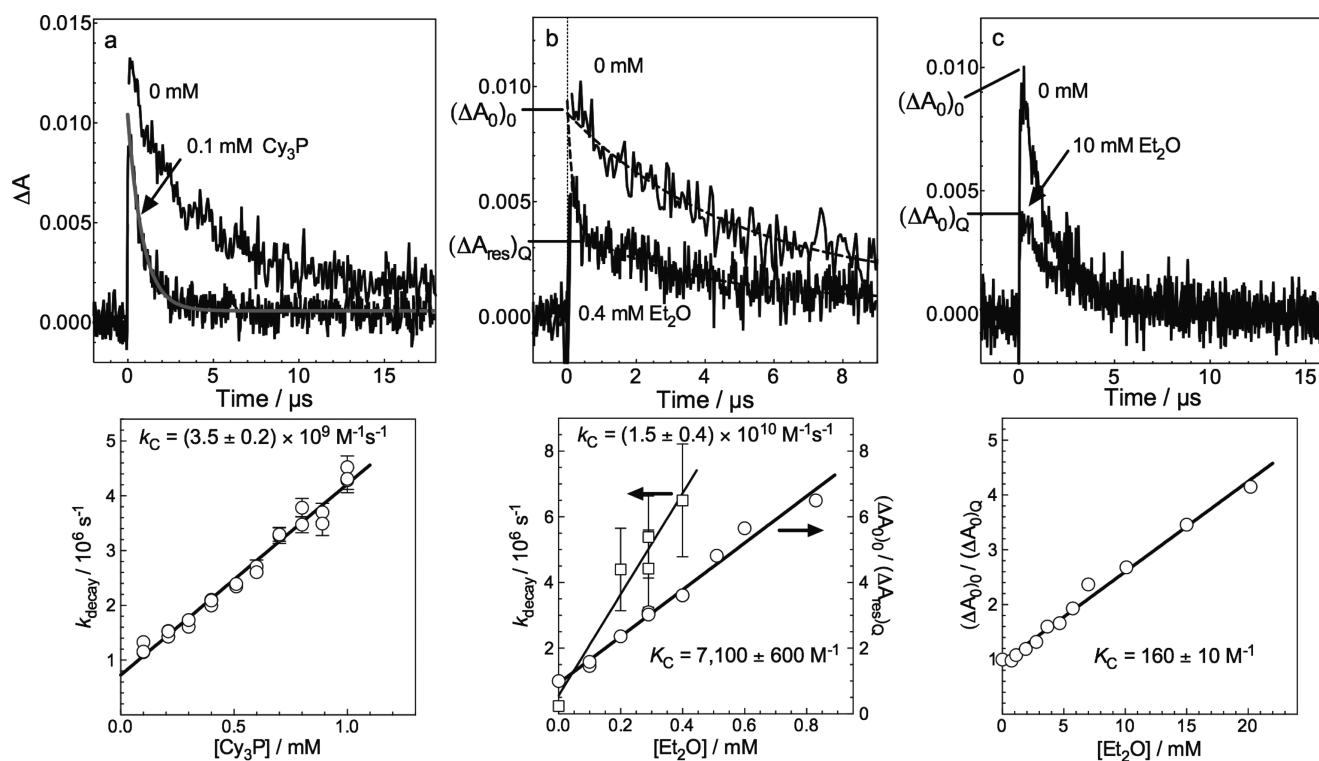 a
0.015
0.010
0.005
0.000
ΔA
0 mM
0.1 mM Cy₃P
0 5 10 15
Time / μs
b
0.010
0.005
0.000
(ΔA₀)₀
(ΔA_res)_Q
0 mM
0.4 mM Et₂O
0 2 4 6 8
Time / μs
c
0.010
0.005
0.000
(ΔA₀)₀
(ΔA₀)_Q
0 mM
10 mM Et₂O
0 5 10 15
Time / μs
k_C = (3.5 ± 0.2) × 10⁹ M⁻¹s⁻¹
k_decay / 10⁶ s⁻¹
5
4
3
2
1
0.0 0.5 1.0
[Cy₃P] / mM
k_C = (1.5 ± 0.4) × 10¹⁰ M⁻¹s⁻¹
k_decay / 10⁶ s⁻¹
8
6
4
2
0
8
6
4
2
0
(ΔA₀)₀ / (ΔA_res)_Q
K_C = 7,100 ± 600 M⁻¹
0.0 0.2 0.4 0.6 0.8
[Et₂O] / mM
(ΔA₀)₀ / (ΔA₀)_Q
5
4
3
2
1
K_C = 160 ± 10 M⁻¹
0 5 10 15 20
[Et₂O] / mM